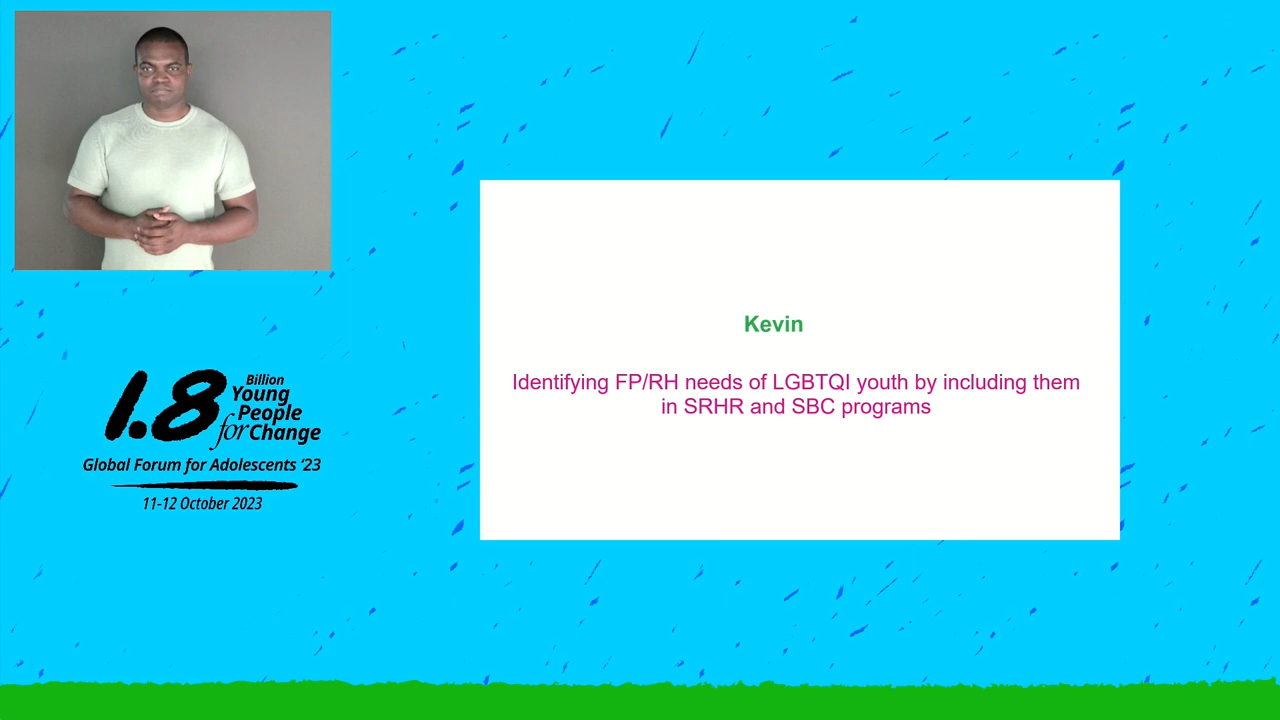 1.8 Billion
Young
People
for Change
Global Forum for Adolescents ‘23
11-12 October 2023
Kevin
Identifying FP/RH needs of LGBTQI youth by including them
in SRHR and SBC programs